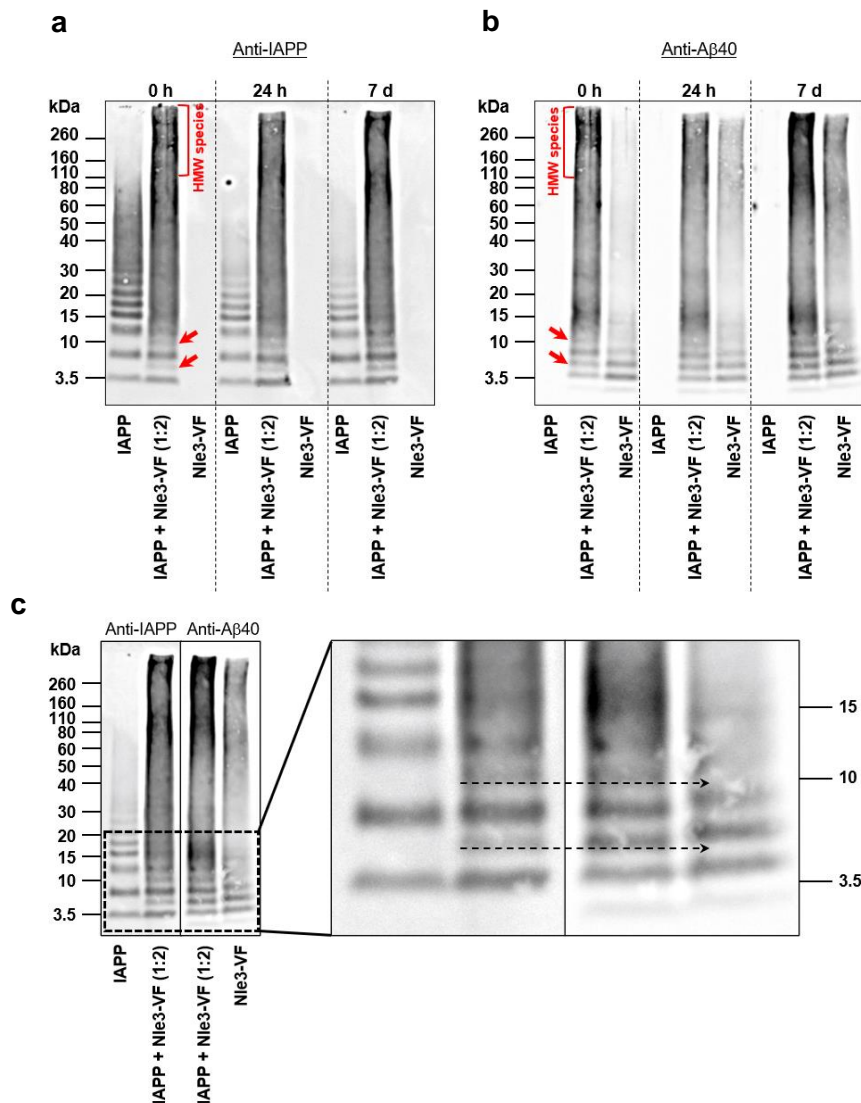 a
Anti-IAPP
0 h 24 h 7 d
kDa
260
160
110
80
60
50
40
30
20
15
10
3.5
HMW species
IAPP
IAPP + Nle3-VF (1:2)
Nle3-VF
IAPP
IAPP + Nle3-VF (1:2)
Nle3-VF
IAPP
IAPP + Nle3-VF (1:2)
Nle3-VF
b
Anti-Aβ40
0 h 24 h 7 d
kDa
260
160
110
80
60
50
40
30
20
15
10
3.5
HMW species
IAPP
IAPP + Nle3-VF (1:2)
Nle3-VF
IAPP
IAPP + Nle3-VF (1:2)
Nle3-VF
IAPP
IAPP + Nle3-VF (1:2)
Nle3-VF
c
Anti-IAPP Anti-Aβ40
kDa
260
160
110
80
60
50
40
30
20
15
10
3.5
IAPP
IAPP + Nle3-VF (1:2)
IAPP + Nle3-VF (1:2)
Nle3-VF
15
10
3.5